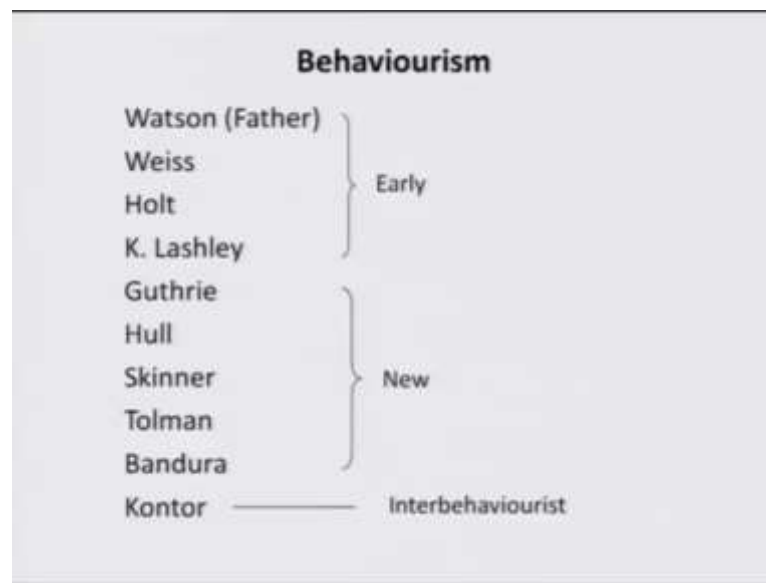 Behaviourism
Watson (Father)
Weiss
Early
Holt
K. Lashley
Guthrie
Hull
Skinner
New
Tolman
Bandura
Kontor
Interbehaviourist